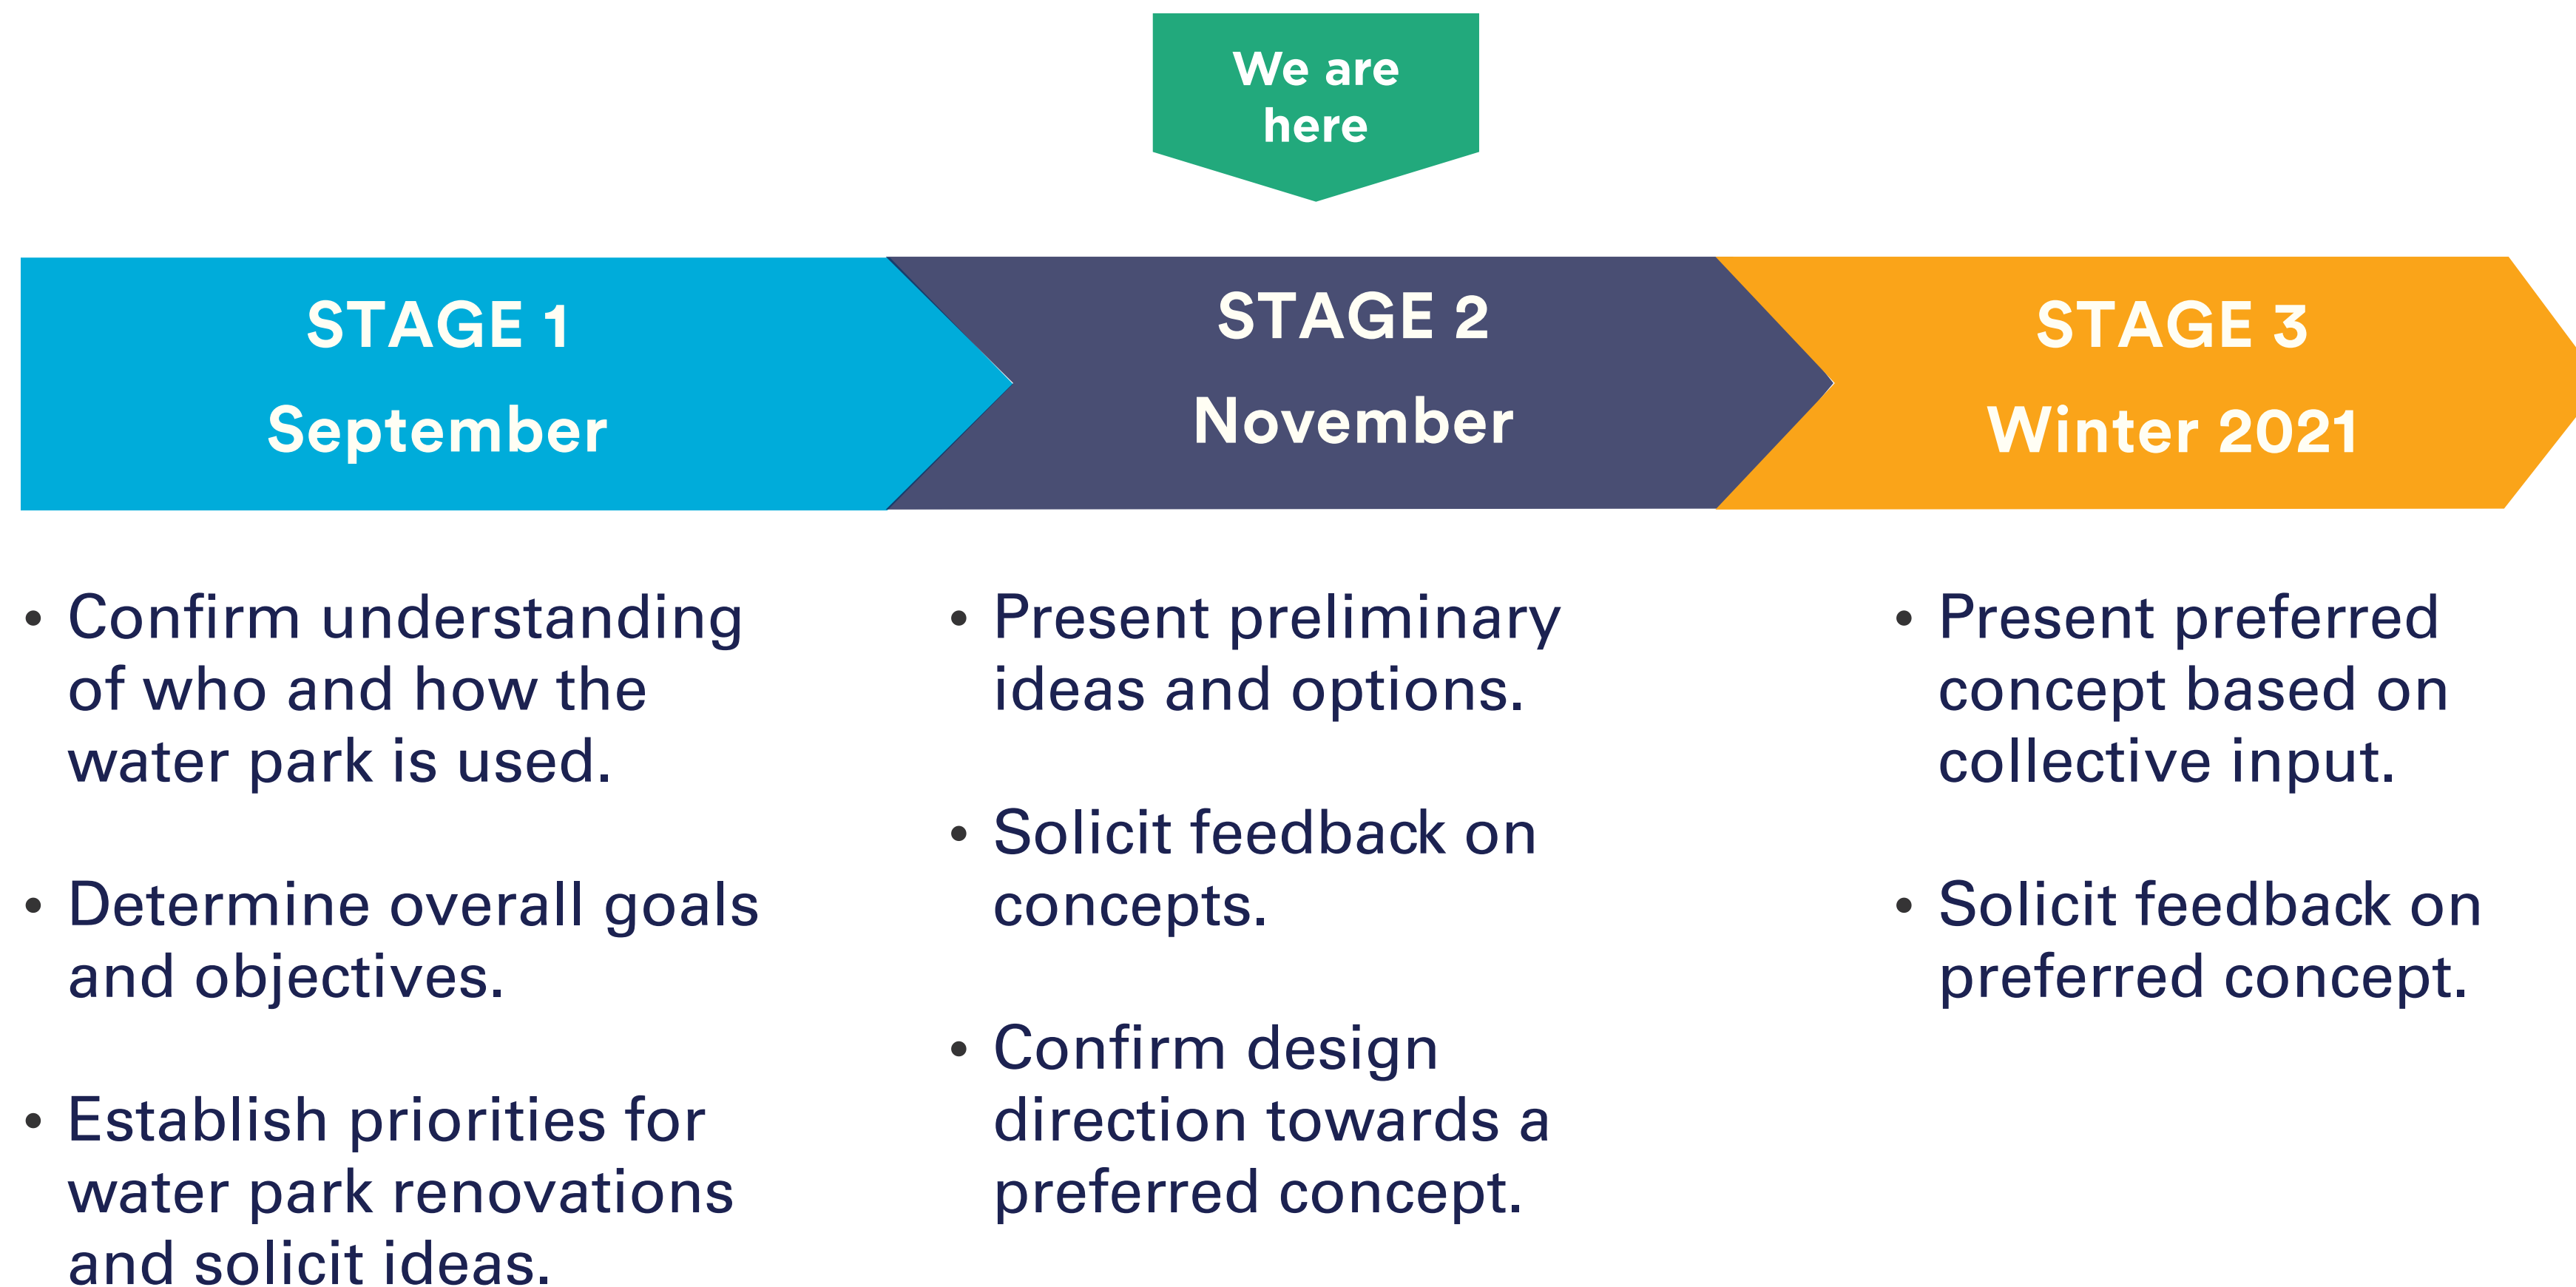 We are
here
STAGE 1
September
STAGE 2
November
STAGE 3
Winter 2021
• Confirm understanding
of who and how the
water park is used.
• Determine overall goals
and objectives.
• Establish priorities for
water park renovations
and solicit ideas.
• Present preliminary
ideas and options.
• Solicit feedback on
concepts.
• Confirm design
direction towards a
preferred concept.
• Present preferred
concept based on
collective input.
• Solicit feedback on
preferred concept.